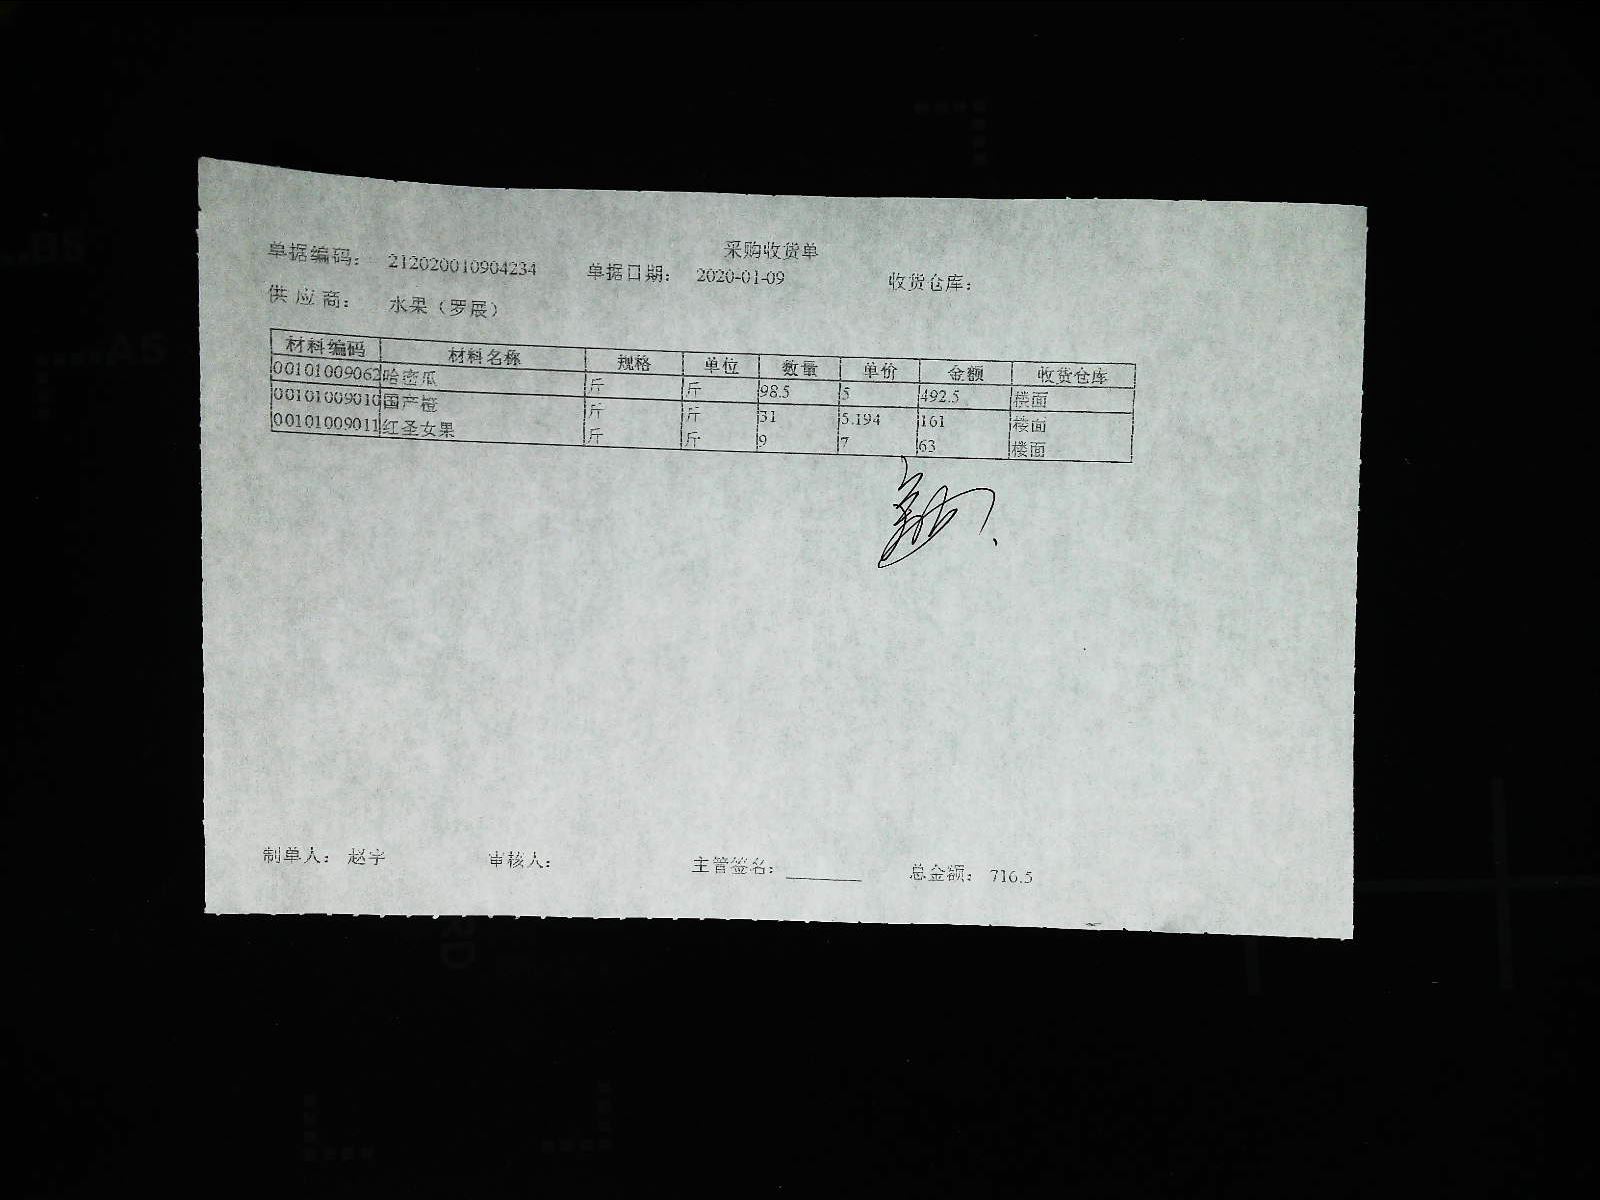 采购收货单
单据编码： 212020010904234 单据日期： 2020-01-09 收货仓库：
供 应 商： 水果（罗展）
材料编码 材料名称 规格 单位 数量 单价 金额 收货仓库
00101009062 哈密瓜 斤 斤 98.5 5 492.5 楼面
00101009010 国产橙 斤 斤 31 5.194 161 楼面
00101009011 红圣女果 斤 斤 9 7 63 楼面
制单人： 赵宇 审核人： 主管签名：________ 总金额： 716.5